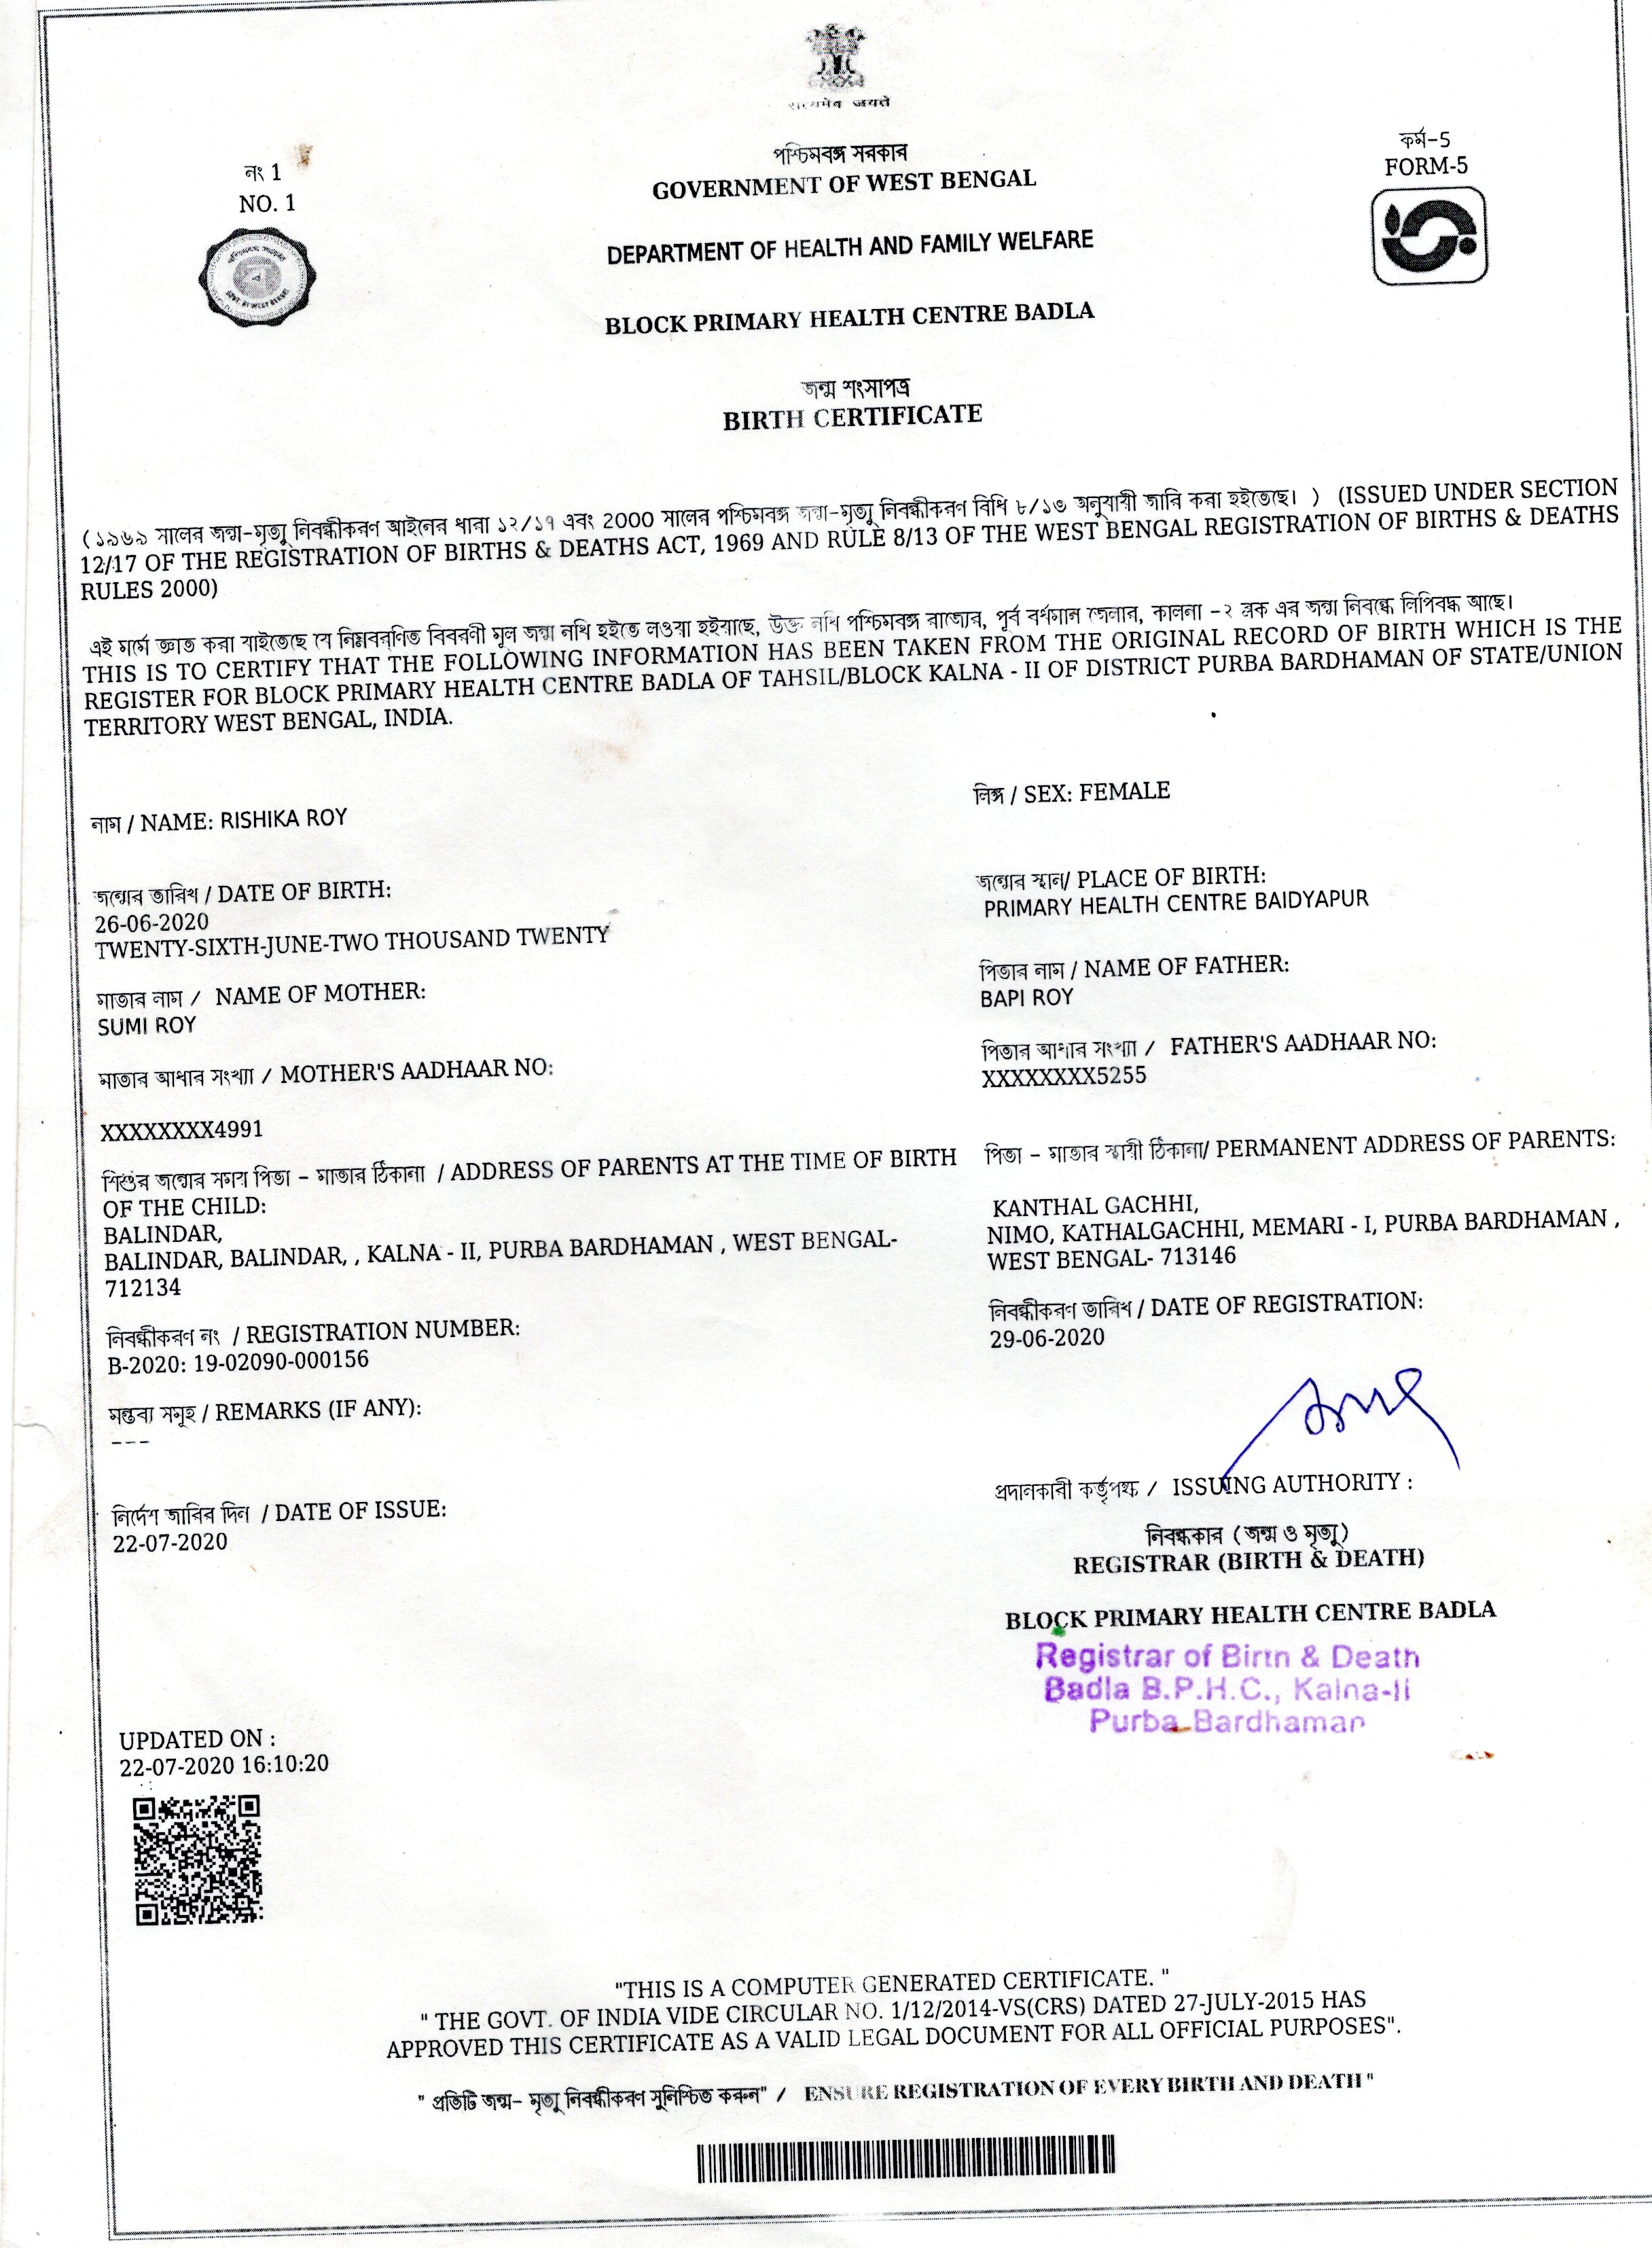 सत्यमेव जयते
নং 1
NO. 1
পশ্চিমবঙ্গ সরকার
GOVERNMENT OF WEST BENGAL
ফর্ম-5
FORM-5
DEPARTMENT OF HEALTH AND FAMILY WELFARE
BLOCK PRIMARY HEALTH CENTRE BADLA
জন্ম শংসাপত্র
BIRTH CERTIFICATE
( ১৯৬৯ সালের জন্ম-মৃত্যু নিবন্ধীকরণ আইনের ধারা ১২/১৭ এবং 2000 সালের পশ্চিমবঙ্গ জন্ম-মৃত্যু নিবন্ধীকরণ বিধি ৮/১৩ অনুযায়ী জারি করা হইতেছে। ) (ISSUED UNDER SECTION
12/17 OF THE REGISTRATION OF BIRTHS & DEATHS ACT, 1969 AND RULE 8/13 OF THE WEST BENGAL REGISTRATION OF BIRTHS & DEATHS
RULES 2000)
এই মর্মে জ্ঞাত করা যাইতেছে যে নিম্নবর্ণিত বিবরণী মূল জন্ম নথি হইতে লওয়া হইয়াছে, উক্ত নথি পশ্চিমবঙ্গ রাজ্যের, পূর্ব বর্ধমান জেলার, কালনা -২ ব্লক এর জন্ম নিবন্ধে লিপিবদ্ধ আছে।
THIS IS TO CERTIFY THAT THE FOLLOWING INFORMATION HAS BEEN TAKEN FROM THE ORIGINAL RECORD OF BIRTH WHICH IS THE
REGISTER FOR BLOCK PRIMARY HEALTH CENTRE BADLA OF TAHSIL/BLOCK KALNA - II OF DISTRICT PURBA BARDHAMAN OF STATE/UNION
TERRITORY WEST BENGAL, INDIA.
নাম / NAME: RISHIKA ROY
লিঙ্গ / SEX: FEMALE
জন্মের তারিখ / DATE OF BIRTH:
26-06-2020
TWENTY-SIXTH-JUNE-TWO THOUSAND TWENTY
জন্মের স্থান/ PLACE OF BIRTH:
PRIMARY HEALTH CENTRE BAIDYAPUR
মাতার নাম / NAME OF MOTHER:
SUMI ROY
পিতার নাম / NAME OF FATHER:
BAPI ROY
মাতার আধার সংখ্যা / MOTHER'S AADHAAR NO:
XXXXXXXX4991
পিতার আধার সংখ্যা / FATHER'S AADHAAR NO:
XXXXXXXX5255
শিশুর জন্মের সময় পিতা - মাতার ঠিকানা / ADDRESS OF PARENTS AT THE TIME OF BIRTH
OF THE CHILD:
BALINDAR,
BALINDAR, BALINDAR, , KALNA - II, PURBA BARDHAMAN , WEST BENGAL-
712134
পিতা - মাতার স্থায়ী ঠিকানা/ PERMANENT ADDRESS OF PARENTS:
KANTHAL GACHHI,
NIMO, KATHALGACHHI, MEMARI - I, PURBA BARDHAMAN ,
WEST BENGAL- 713146
নিবন্ধীকরণ নং / REGISTRATION NUMBER:
B-2020: 19-02090-000156
নিবন্ধীকরণ তারিখ / DATE OF REGISTRATION:
29-06-2020
মন্তব্য সমূহ / REMARKS (IF ANY):
---
নির্দেশ জারির দিন / DATE OF ISSUE:
22-07-2020
প্রদানকারী কর্তৃপক্ষ / ISSUING AUTHORITY :
নিবন্ধকার (জন্ম ও মৃত্যু)
REGISTRAR (BIRTH & DEATH)
BLOCK PRIMARY HEALTH CENTRE BADLA
Registrar of Birth & Death
Badla B.P.H.C., Kalna-II
Purba Bardhaman
UPDATED ON :
22-07-2020 16:10:20
"THIS IS A COMPUTER GENERATED CERTIFICATE. "
" THE GOVT. OF INDIA VIDE CIRCULAR NO. 1/12/2014-VS(CRS) DATED 27-JULY-2015 HAS
APPROVED THIS CERTIFICATE AS A VALID LEGAL DOCUMENT FOR ALL OFFICIAL PURPOSES".
" প্রতিটি জন্ম- মৃত্যু নিবন্ধীকরণ সুনিশ্চিত করুন" / ENSURE REGISTRATION OF EVERY BIRTH AND DEATH "